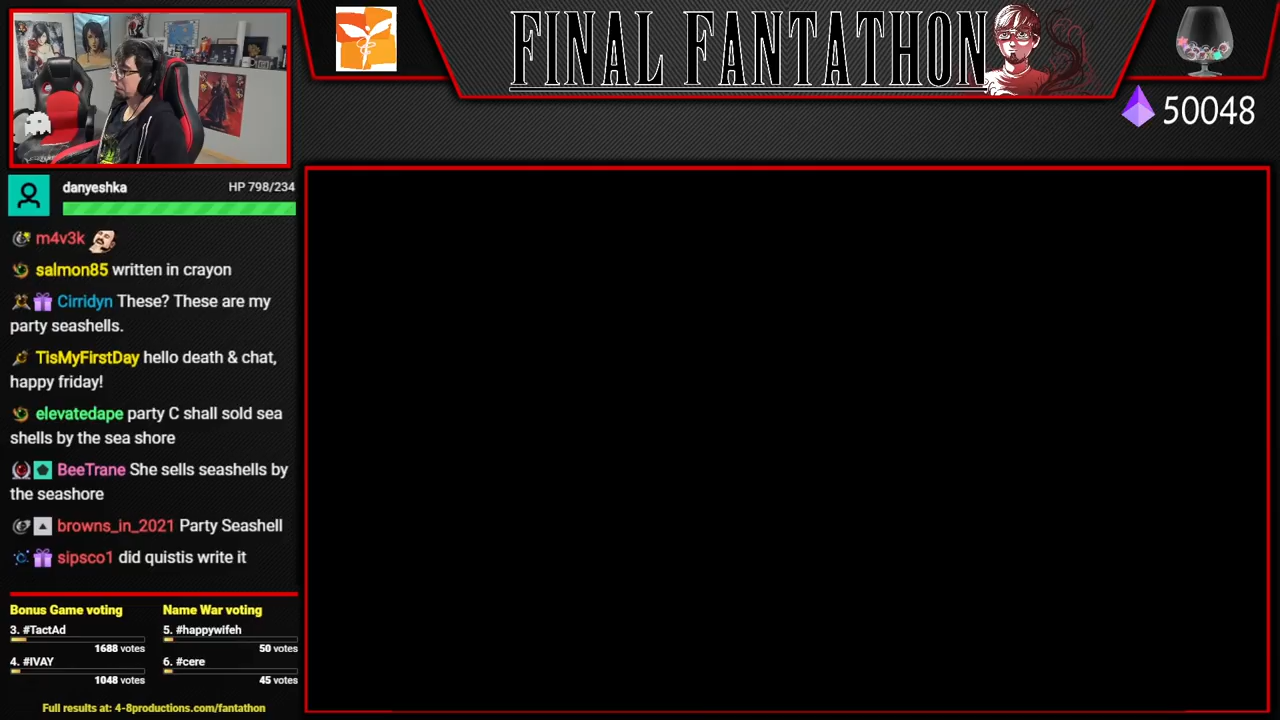 FINAL FANTATHON
50048
danyeshka HP 798/234
m4v3k
salmon85 written in crayon
Cirridyn These? These are my
party seashells.
TisMyFirstDay hello death & chat,
happy friday!
elevatedape party C shall sold sea
shells by the sea shore
BeeTrane She sells seashells by
the seashore
browns_in_2021 Party Seashell
sipsco1 did quistis write it
Bonus Game voting
3. #TactAd
1688 votes
4. #IVAY
1048 votes
Name War voting
5. #happywifeh
50 votes
6. #cere
45 votes
Full results at: 4-8productions.com/fantathon